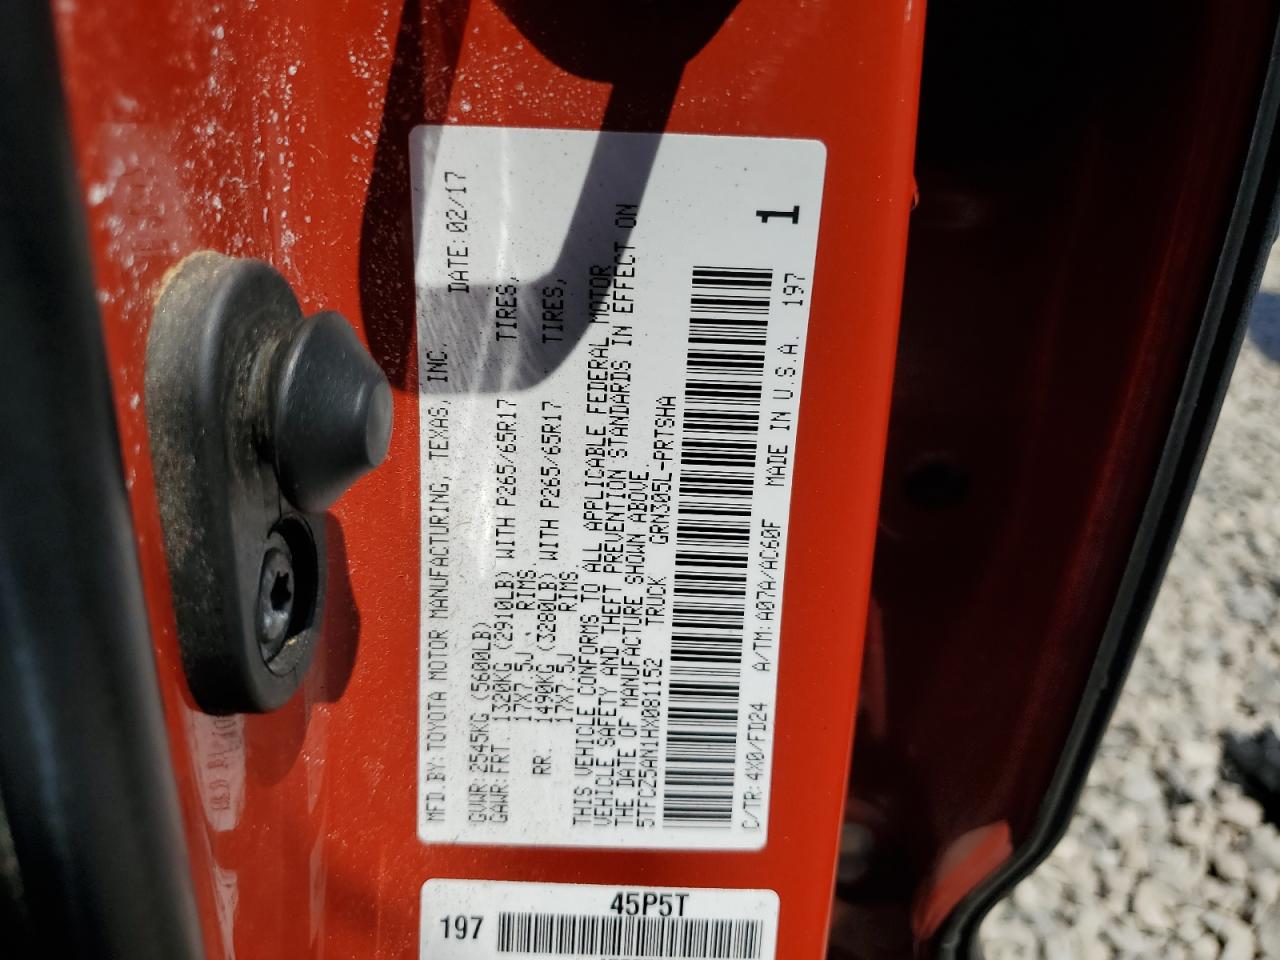 MFD.BY:TOYOTA MOTOR MANUFACTURING, TEXAS, INC.
DATE:02/17
GVWR:2545KG (5600LB)
GAWR:FRT. 1320KG (2910LB) WITH P265/65R17 TIRES,
17X7.5J RIMS.
RR. 1490KG (3280LB) WITH P265/65R17 TIRES,
17X7.5J RIMS.
THIS VEHICLE CONFORMS TO ALL APPLICABLE FEDERAL MOTOR
VEHICLE SAFETY AND THEFT PREVENTION STANDARDS IN EFFECT ON
THE DATE OF MANUFACTURE SHOWN ABOVE.
5TFCZ5AN1HX081152 TRUCK GRN305L-PRTSHA
C/TR:4X0/FD24 A/TM:A07A/AC60F MADE IN U.S.A. 197
1
45P5T
197